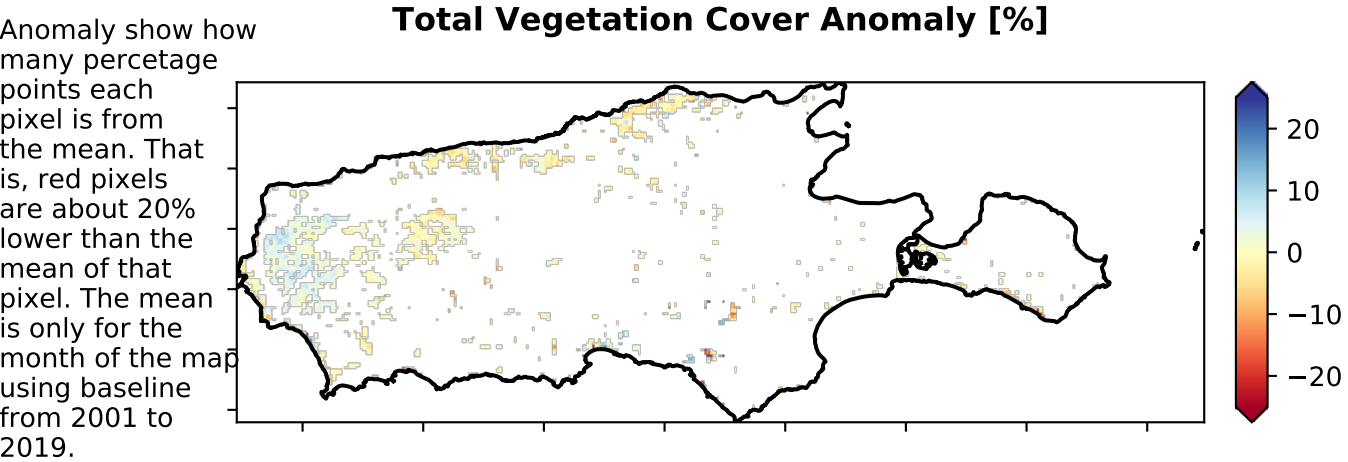 Total Vegetation Cover Anomaly [%]
Anomaly show how
many percetage
points each
pixel is from
the mean. That
is, red pixels
are about 20%
lower than the
mean of that
pixel. The mean
is only for the
month of the map
using baseline
from 2001 to
2019.
20
10
0
−10
−20